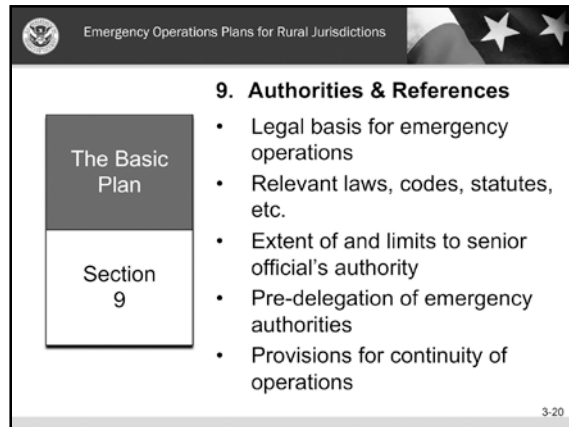 Emergency Operations Plans for Rural Jurisdictions
9. Authorities & References
The Basic
Plan
Section
9
• Legal basis for emergency
operations
• Relevant laws, codes, statutes,
etc.
• Extent of and limits to senior
official's authority
• Pre-delegation of emergency
authorities
• Provisions for continuity of
operations
3-20